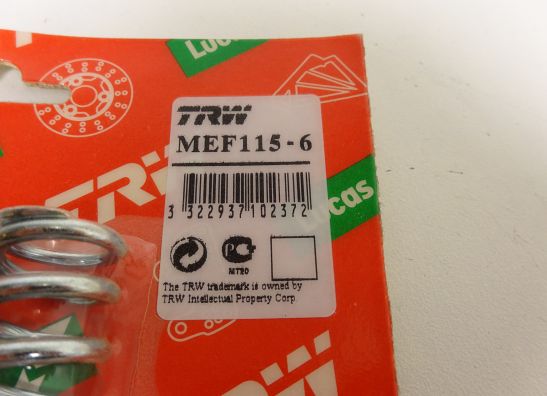 Lucas
TRW
MEF115-6
3 322937 102372
MT20
The TRW trademark is owned by
TRW Intellectual Property Corp.
Lucas
TRW
TRW